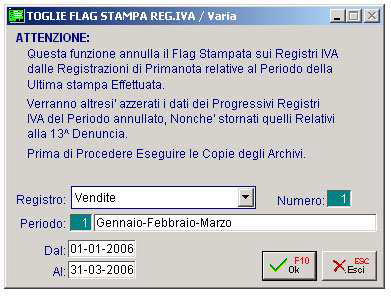 TOGLIE FLAG STAMPA REG.IVA / Varia
ATTENZIONE:
Questa funzione annulla il Flag Stampata sui Registri IVA
dalle Registrazioni di Primanota relative al Periodo della
Ultima stampa Effettuata.
Verranno altresi' azzerati i dati dei Progressivi Registri
IVA del Periodo annullato, Nonche' stornati quelli Relativi
alla 13^ Denuncia.
Prima di Procedere Eseguire le Copie degli Archivi.
Registro: Vendite Numero: 1
Periodo: 1 Gennaio-Febbraio-Marzo
Dal: 01-01-2006
Al: 31-03-2006
F10 Ok
ESC Esci